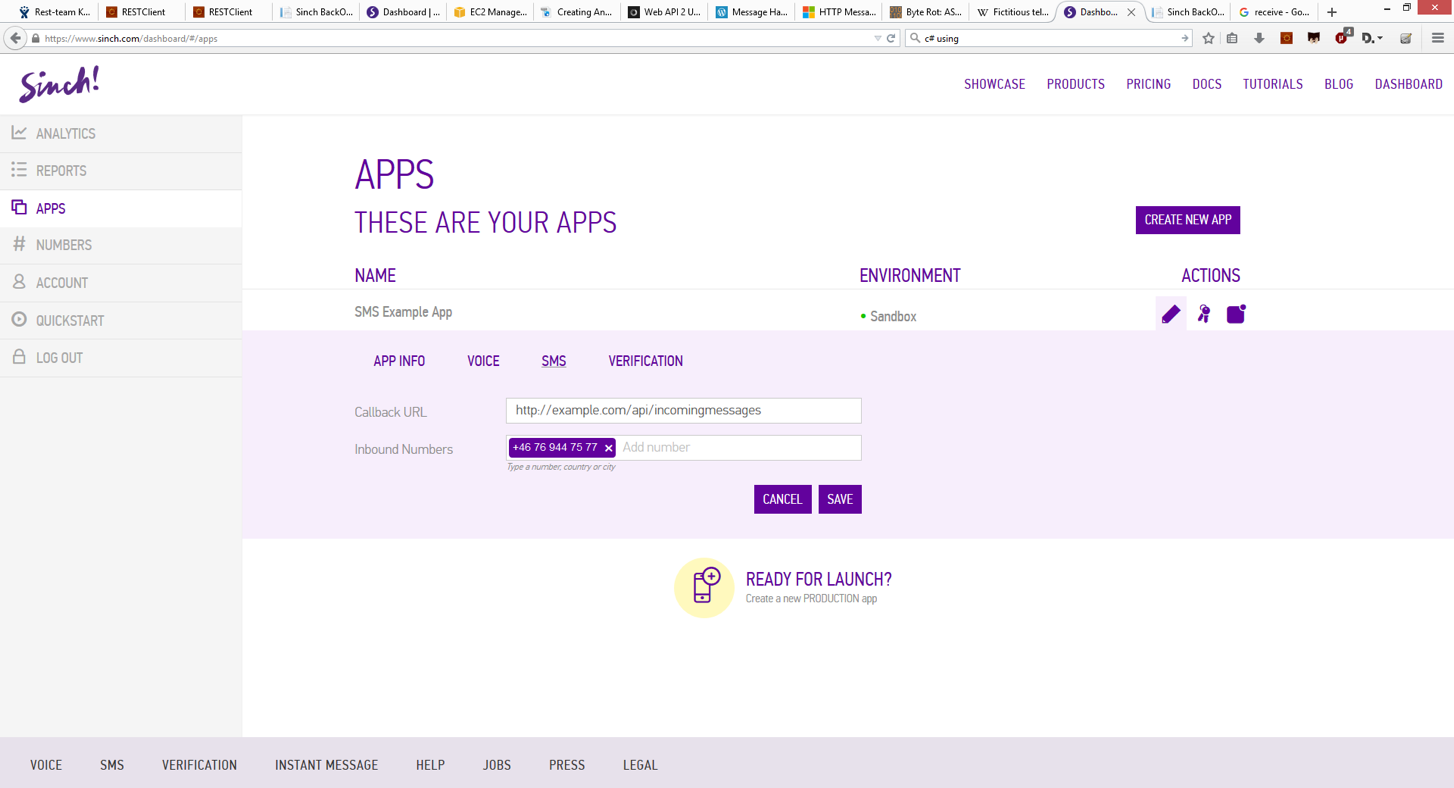 Rest-team K...
RESTClient
RESTClient
Sinch BackO...
Dashboard | ...
EC2 Manage...
Creating An...
Web API 2 U...
Message Ha...
HTTP Messa...
Byte Rot: AS...
Fictitious tel...
Dashbo...
Sinch BackO...
receive - Go...
https://www.sinch.com/dashboard/#/apps
c# using
4
D.
Sinch!
SHOWCASE
PRODUCTS
PRICING
DOCS
TUTORIALS
BLOG
DASHBOARD
ANALYTICS
REPORTS
APPS
NUMBERS
ACCOUNT
QUICKSTART
LOG OUT
APPS
THESE ARE YOUR APPS
CREATE NEW APP
NAME
ENVIRONMENT
ACTIONS
SMS Example App
Sandbox
APP INFO
VOICE
SMS
VERIFICATION
Callback URL
http://example.com/api/incomingmessages
Inbound Numbers
+46 76 944 75 77
Add number
Type a number, country or city
CANCEL
SAVE
READY FOR LAUNCH?
Create a new PRODUCTION app
VOICE
SMS
VERIFICATION
INSTANT MESSAGE
HELP
JOBS
PRESS
LEGAL